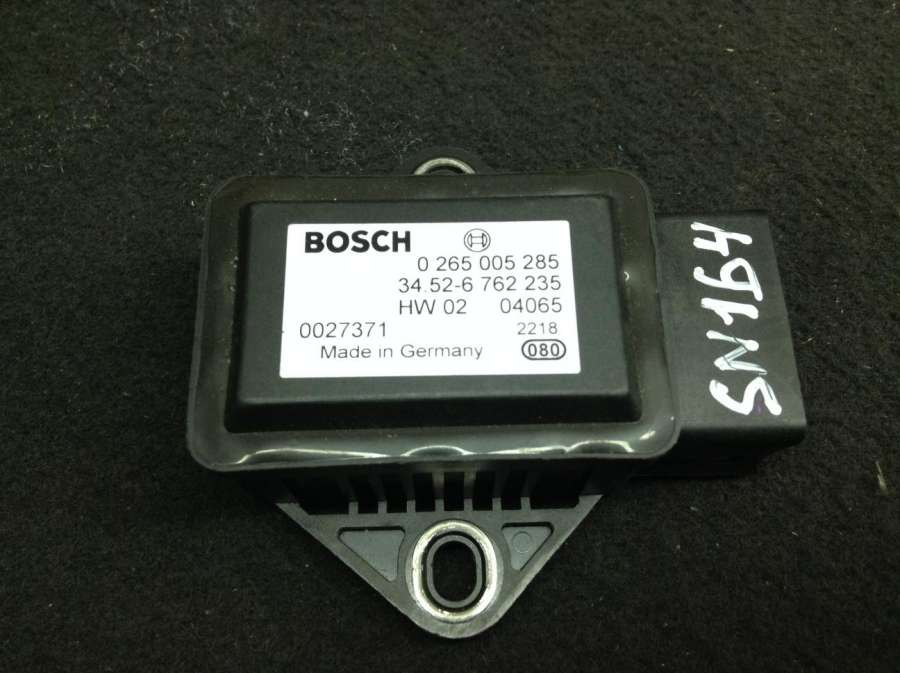 BOSCH
0 265 005 285
34.52-6 762 235
HW 02 04065
0027371 2218
Made in Germany 080
SN164